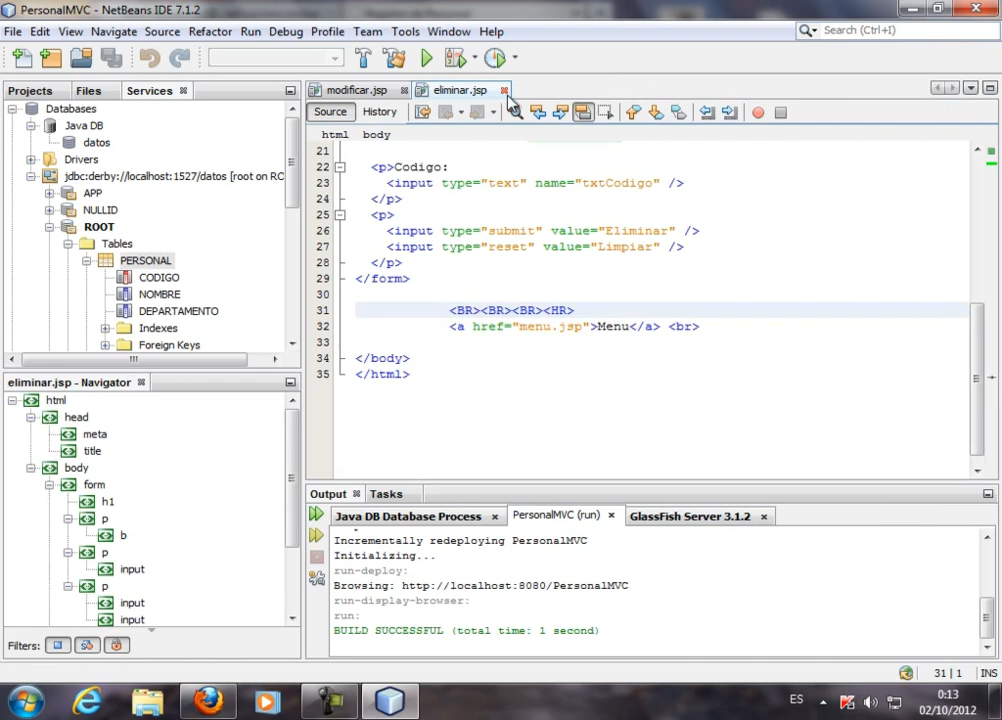 PersonalMVC - NetBeans IDE 7.1.2
File Edit View Navigate Source Refactor Run Debug Profile Team Tools Window Help
Search (Ctrl+I)
Projects Files Services
modificar.jsp eliminar.jsp
Source History
html body
Databases
Java DB
datos
Drivers
jdbc:derby://localhost:1527/datos [root on RO
APP
NULLID
ROOT
Tables
PERSONAL
CODIGO
NOMBRE
DEPARTAMENTO
Indexes
Foreign Keys
21
22 <p>Codigo:
23 <input type="text" name="txtCodigo" />
24 </p>
25 <p>
26 <input type="submit" value="Eliminar" />
27 <input type="reset" value="Limpiar" />
28 </p>
29 </form>
30
31 <BR><BR><BR><HR>
32 <a href="menu.jsp">Menu</a> <br>
33
34 </body>
35 </html>
eliminar.jsp - Navigator
html
head
meta
title
body
form
h1
p
b
p
input
p
input
input
Filters:
Output Tasks
Java DB Database Process PersonalMVC (run) GlassFish Server 3.1.2
Incrementally redeploying PersonalMVC
Initializing...
run-deploy:
Browsing: http://localhost:8080/PersonalMVC
run-display-browser:
run:
BUILD SUCCESSFUL (total time: 1 second)
31 | 1 INS
ES
0:13
02/10/2012